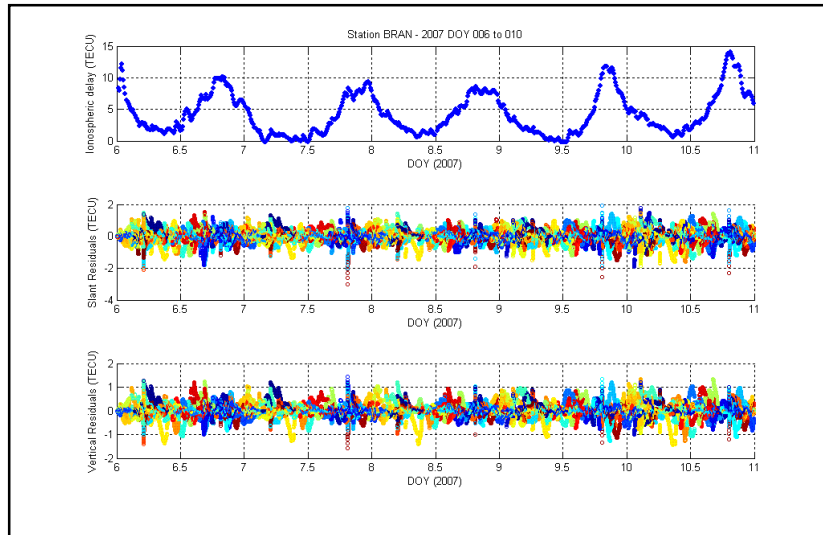 Station BRAN - 2007 DOY 006 to 010
Ionospheric delay (TECU)
15
10
5
0
6 6.5 7 7.5 8 8.5 9 9.5 10 10.5 11
DOY (2007)
Slant Residuals (TECU)
2
0
-2
-4
6 6.5 7 7.5 8 8.5 9 9.5 10 10.5 11
DOY (2007)
Vertical Residuals (TECU)
2
1
0
-1
-2
6 6.5 7 7.5 8 8.5 9 9.5 10 10.5 11
DOY (2007)